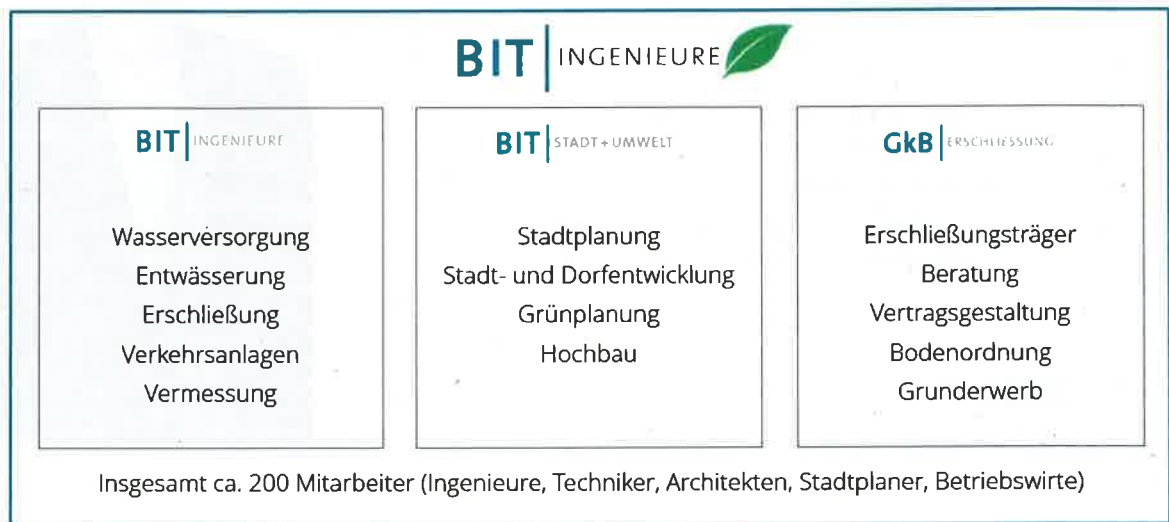 BIT INGENIEURE
BIT INGENIEURE
Wasserversorgung
Entwässerung
Erschließung
Verkehrsanlagen
Vermessung
BIT STADT + UMWELT
Stadtplanung
Stadt- und Dorfentwicklung
Grünplanung
Hochbau
GkB ERSCHLIESSUNG
Erschließungsträger
Beratung
Vertragsgestaltung
Bodenordnung
Grunderwerb
Insgesamt ca. 200 Mitarbeiter (Ingenieure, Techniker, Architekten, Stadtplaner, Betriebswirte)